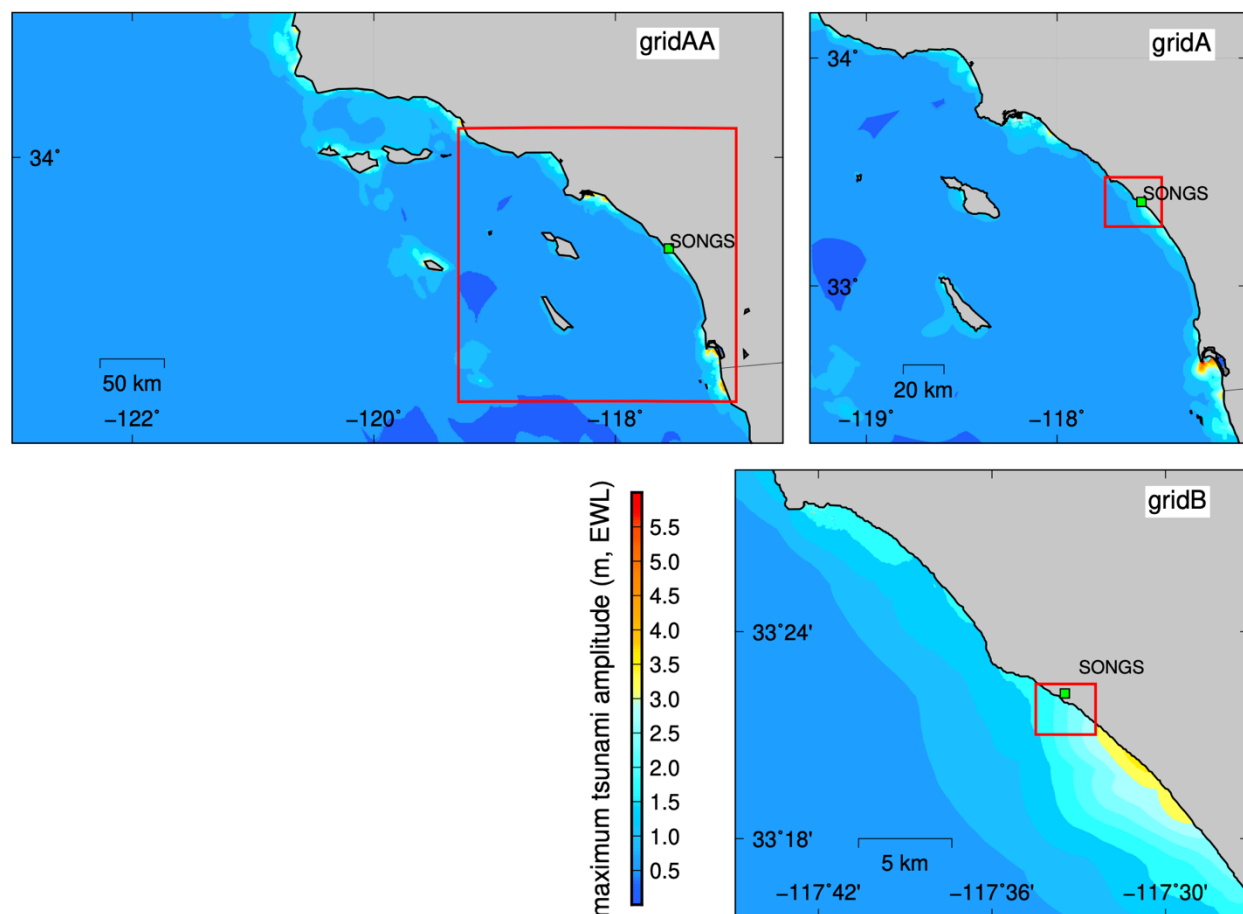 gridAA
34˚
SONGS
50 km
−122˚
−120˚
−118˚
gridA
34˚
SONGS
33˚
20 km
−119˚
−118˚
maximum tsunami amplitude (m, EWL)
5.5
5.0
4.5
4.0
3.5
3.0
2.5
2.0
1.5
1.0
0.5
gridB
33˚24'
SONGS
33˚18'
5 km
−117˚42'
−117˚36'
−117˚30'